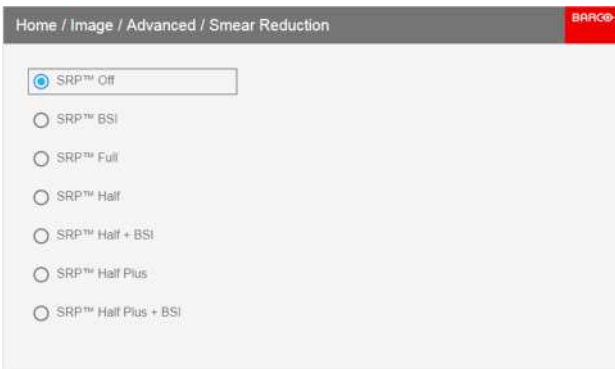 Home / Image / Advanced / Smear Reduction
BARCO
SRP™ Off
SRP™ BSI
SRP™ Full
SRP™ Half
SRP™ Half + BSI
SRP™ Half Plus
SRP™ Half Plus + BSI